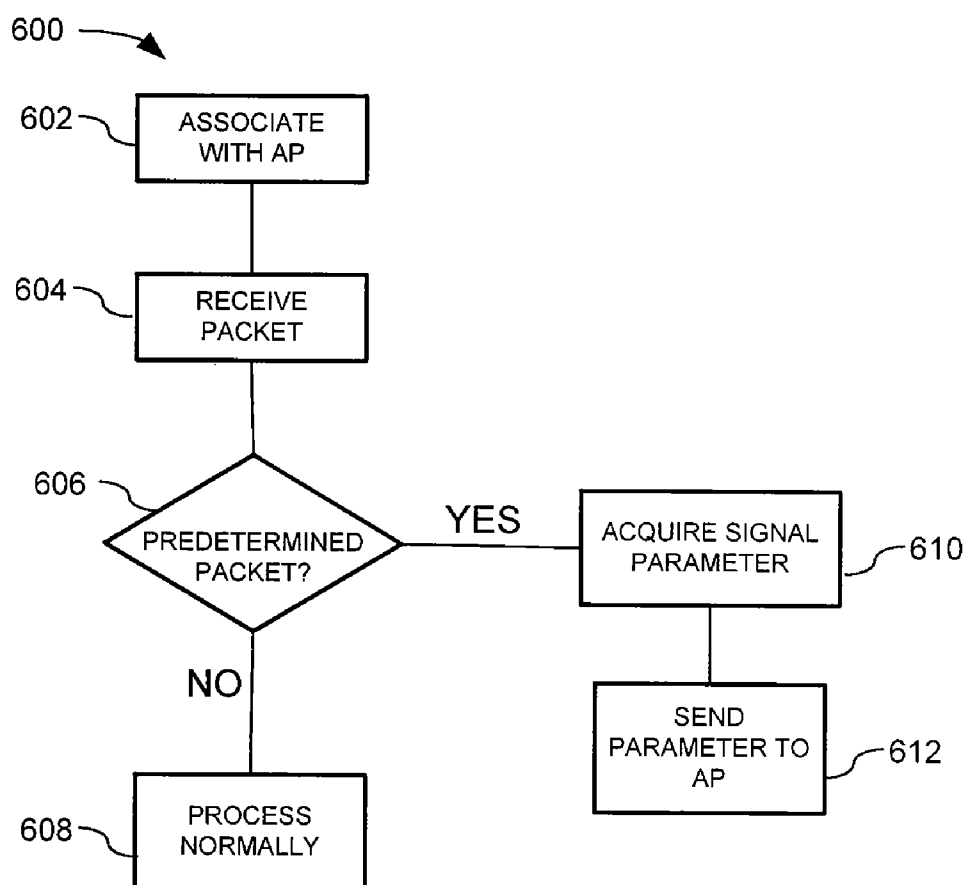 600
602
ASSOCIATE
WITH AP
604
RECEIVE
PACKET
606
PREDETERMINED
PACKET?
YES
ACQUIRE SIGNAL
PARAMETER
610
NO
SEND
PARAMETER TO
AP
612
608
PROCESS
NORMALLY